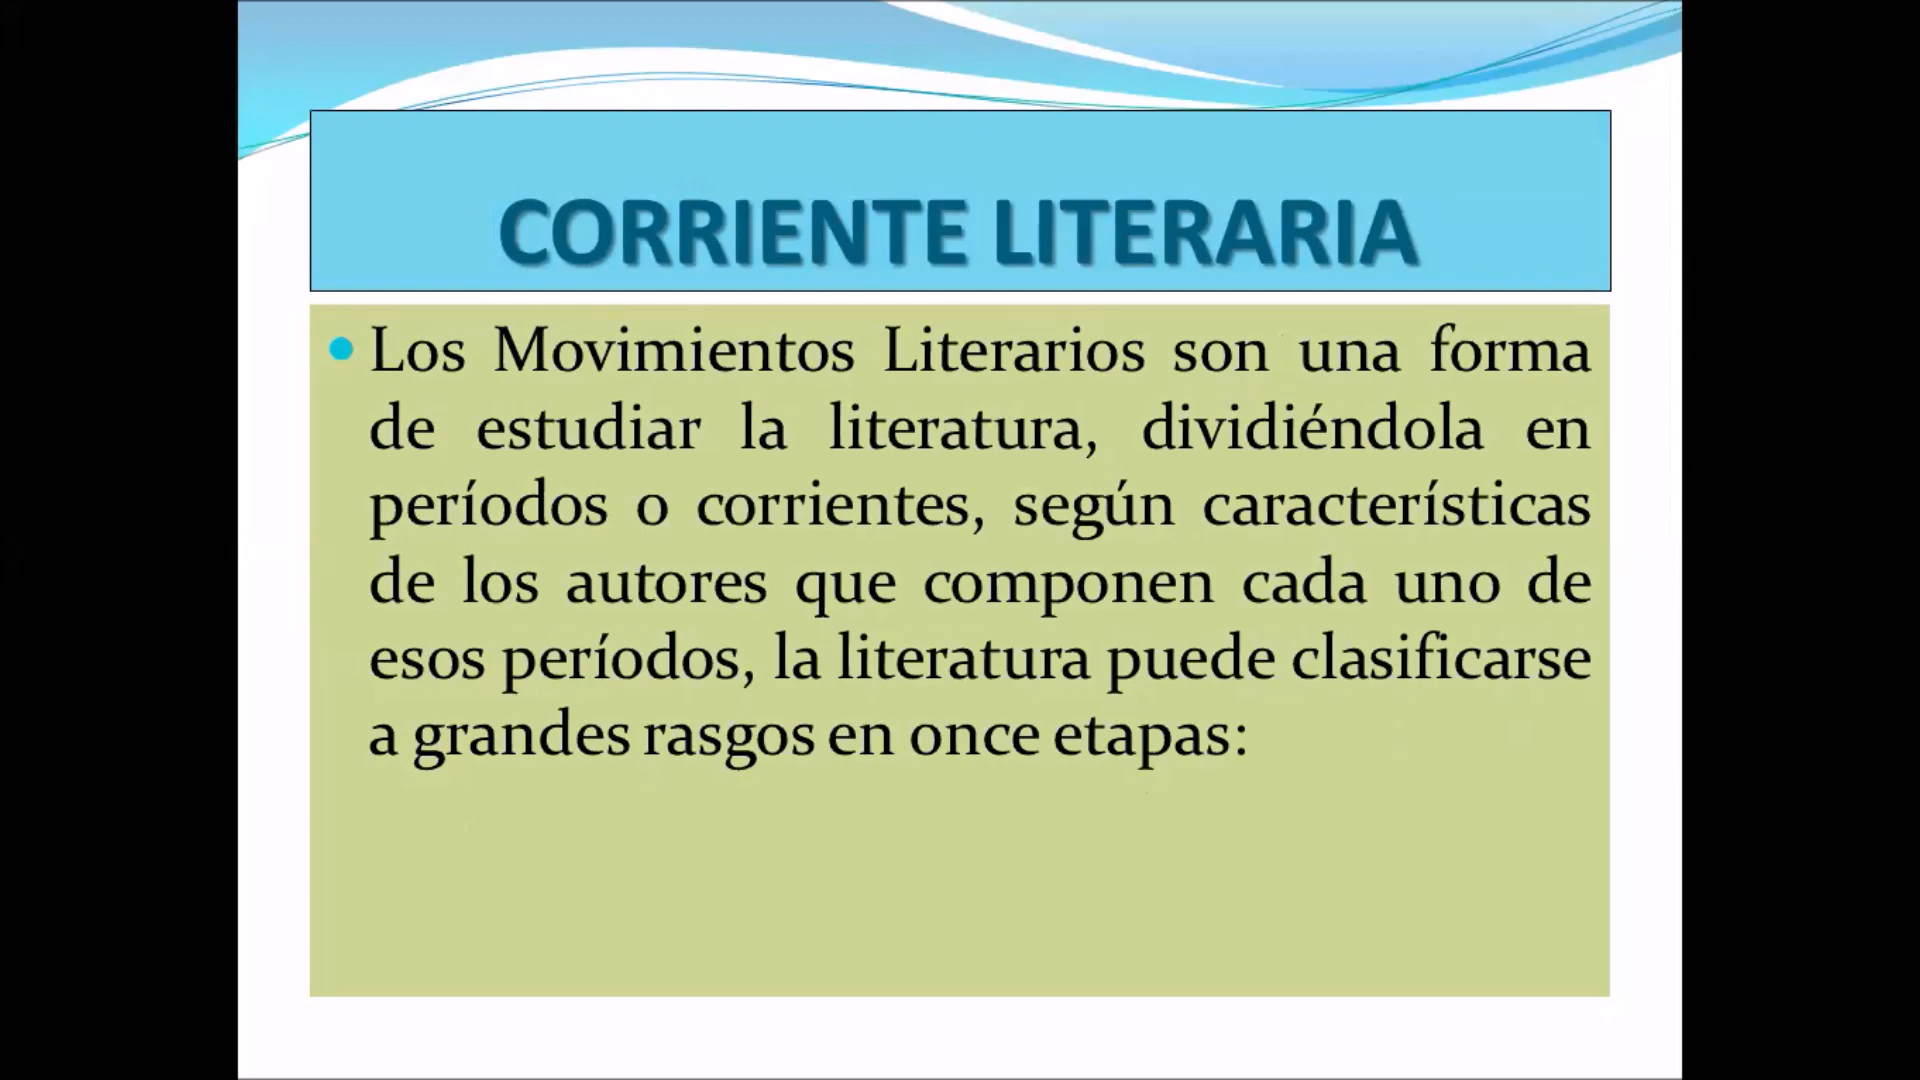 CORRIENTE LITERARIA
Los Movimientos Literarios son una forma
de estudiar la literatura, dividiéndola en
períodos o corrientes, según características
de los autores que componen cada uno de
esos períodos, la literatura puede clasificarse
a grandes rasgos en once etapas: